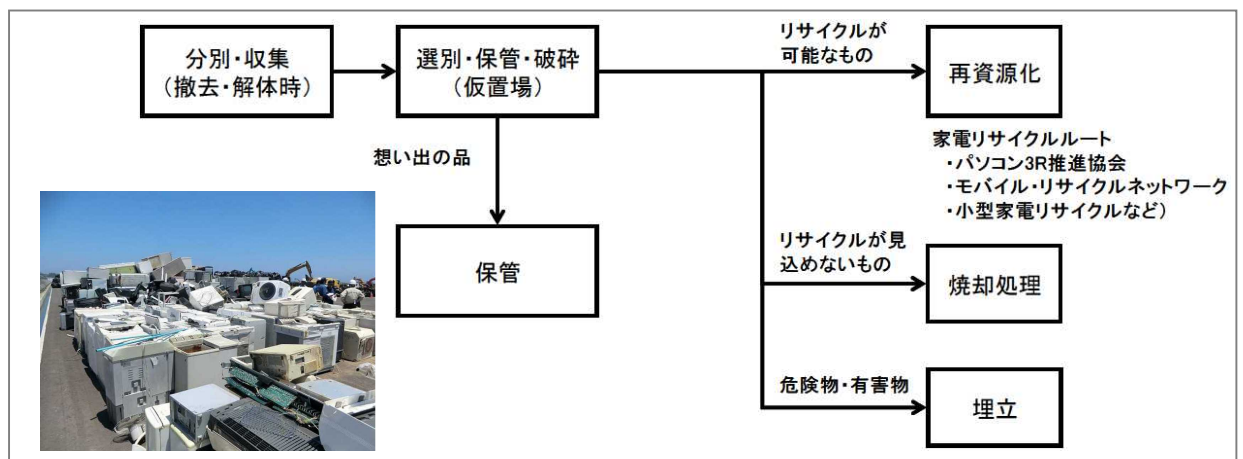 分別・収集
（撤去・解体時）
選別・保管・破砕
（仮置場）
リサイクルが
可能なもの
再資源化
家電リサイクルルート
・パソコン3R推進協会
・モバイル・リサイクルネットワーク
・小型家電リサイクルなど）
想い出の品
保管
リサイクルが見
込めないもの
焼却処理
危険物・有害物
埋立